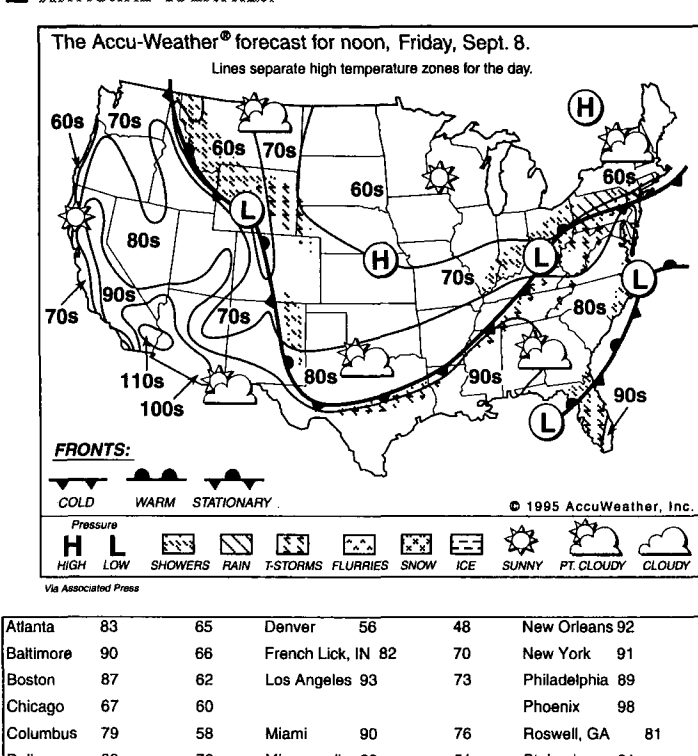 The Accu-Weather® forecast for noon, Friday, Sept. 8.
Lines separate high temperature zones for the day.
H
60s
70s
60s
70s
60s
60s
L
80s
H
70s
L
L
80s
90s
70s
70s
110s
100s
80s
90s
L
90s
FRONTS:
COLD WARM STATIONARY
© 1995 AccuWeather, Inc.
Pressure
H L
HIGH LOW SHOWERS RAIN T-STORMS FLURRIES SNOW ICE SUNNY PT. CLOUDY CLOUDY
Via Associated Press
Atlanta 83 65 Denver 56 48 New Orleans 92
Baltimore 90 66 French Lick, IN 82 70 New York 91
Boston 87 62 Los Angeles 93 73 Philadelphia 89
Chicago 67 60 Phoenix 98
Columbus 79 58 Miami 90 76 Roswell, GA 81